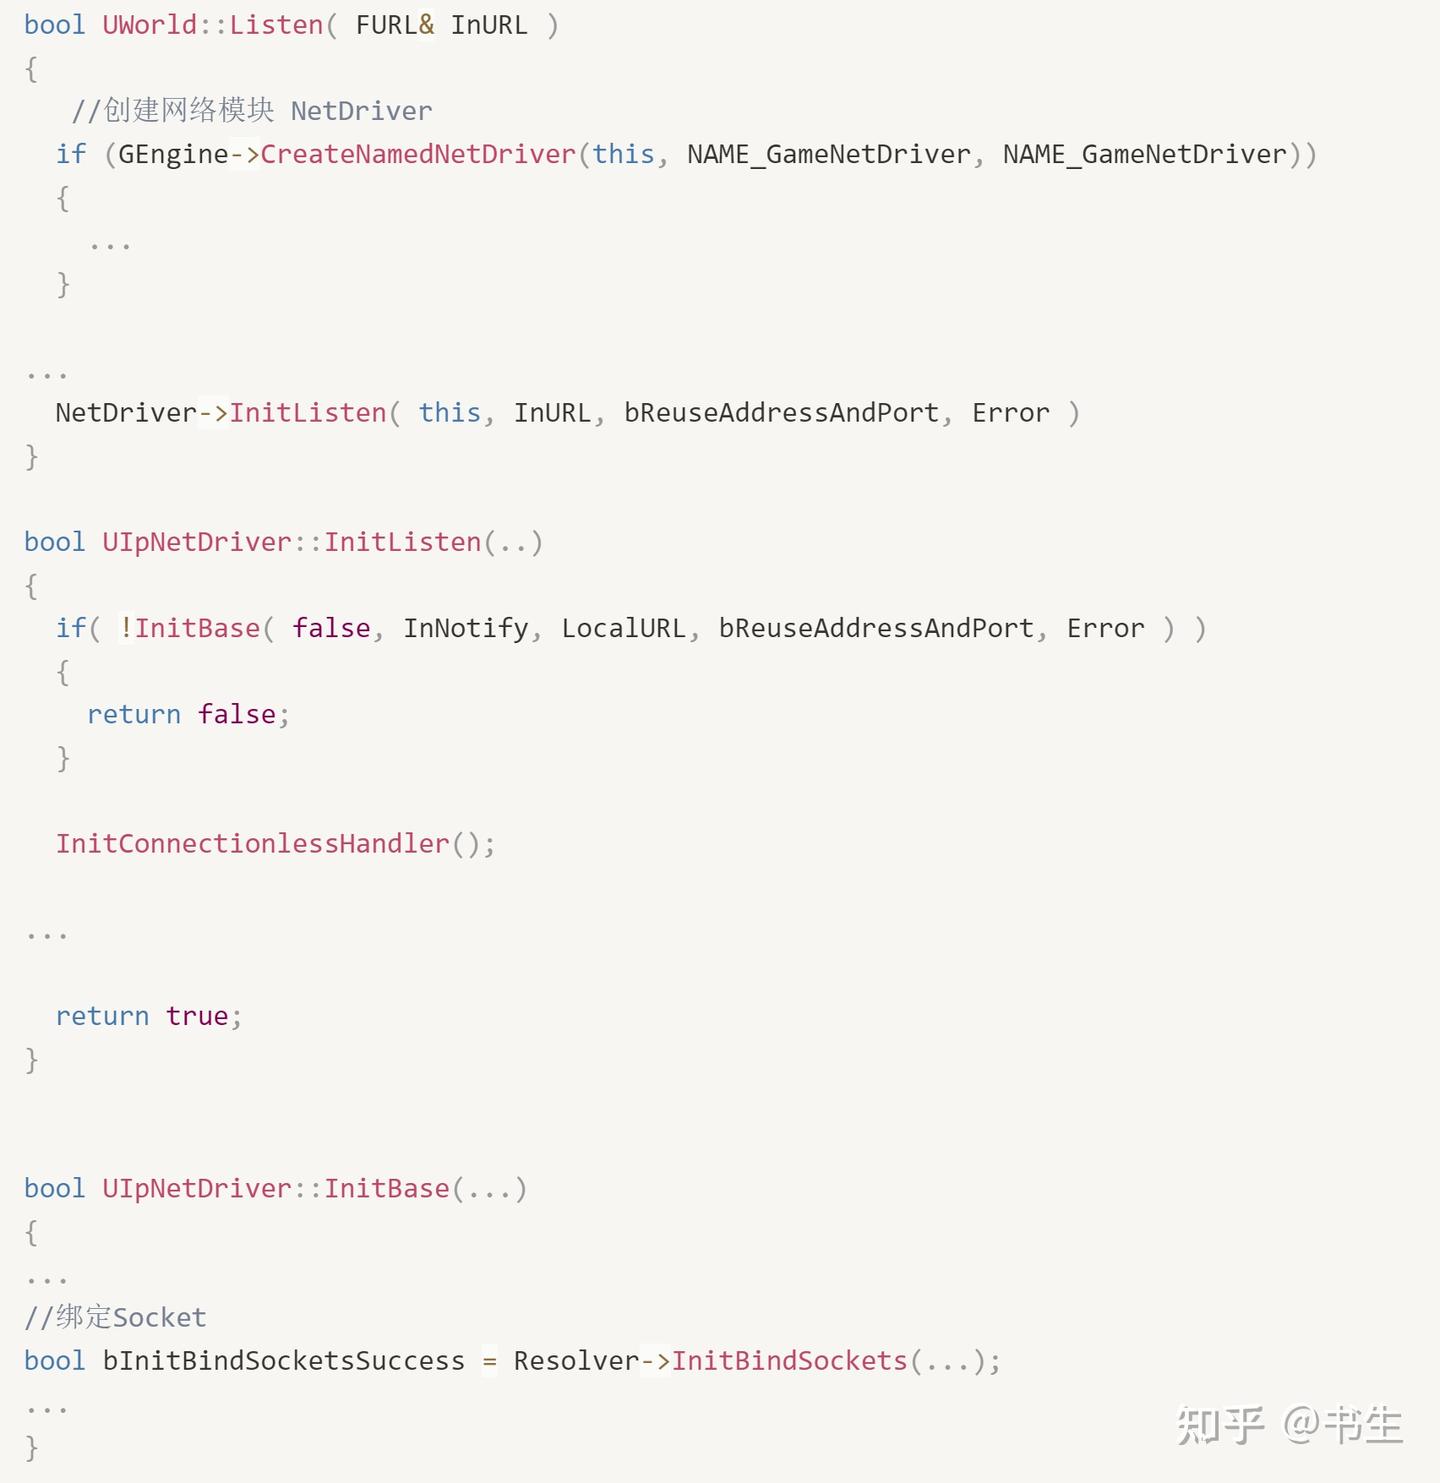 bool UWorld::Listen( FURL& InURL )
{
   //创建网络模块 NetDriver
  if (GEngine->CreateNamedNetDriver(this, NAME_GameNetDriver, NAME_GameNetDriver))
  {
    ...
  }
...
  NetDriver->InitListen( this, InURL, bReuseAddressAndPort, Error )
}
bool UIpNetDriver::InitListen(..)
{
  if( !InitBase( false, InNotify, LocalURL, bReuseAddressAndPort, Error ) )
  {
    return false;
  }
  InitConnectionlessHandler();
...
  return true;
}
bool UIpNetDriver::InitBase(...)
{
...
//绑定Socket
bool bInitBindSocketsSuccess = Resolver->InitBindSockets(...);
...
}
知乎 @书生